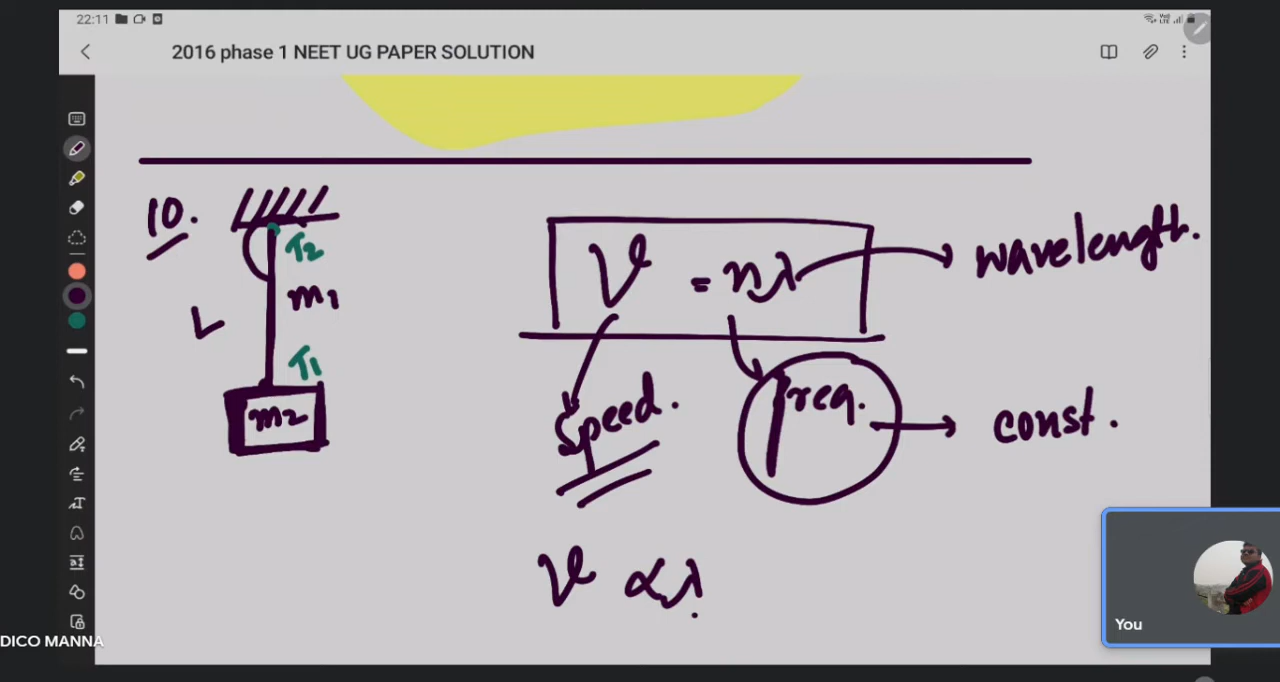 22:11
2016 phase 1 NEET UG PAPER SOLUTION
10.
T2
m1
L
T1
m2
V = nλ
wavelength.
Speed.
freq.
const.
V ∝ λ
You
DICO MANNA